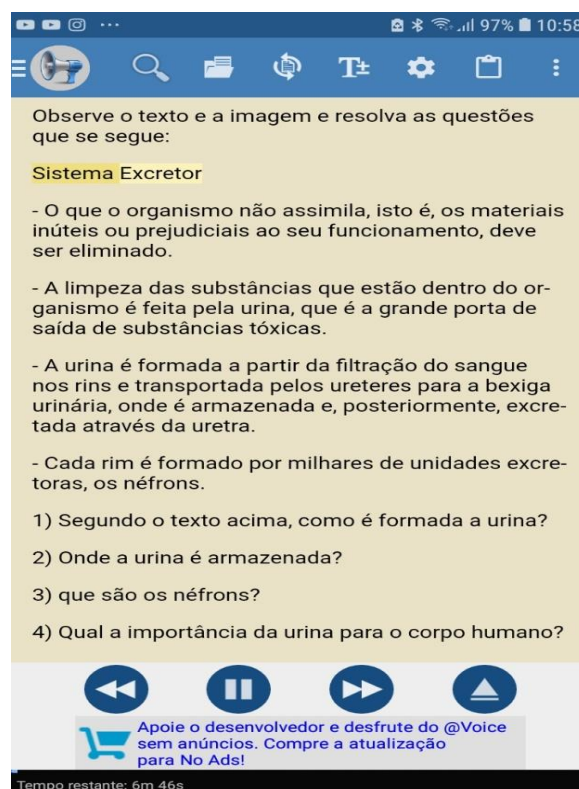 97% 10:58
T±
Observe o texto e a imagem e resolva as questões
que se segue:
Sistema Excretor
- O que o organismo não assimila, isto é, os materiais
inúteis ou prejudiciais ao seu funcionamento, deve
ser eliminado.
- A limpeza das substâncias que estão dentro do or-
ganismo é feita pela urina, que é a grande porta de
saída de substâncias tóxicas.
- A urina é formada a partir da filtração do sangue
nos rins e transportada pelos ureteres para a bexiga
urinária, onde é armazenada e, posteriormente, excre-
tada através da uretra.
- Cada rim é formado por milhares de unidades excre-
toras, os néfrons.
1) Segundo o texto acima, como é formada a urina?
2) Onde a urina é armazenada?
3) que são os néfrons?
4) Qual a importância da urina para o corpo humano?
Apoie o desenvolvedor e desfrute do @Voice
sem anúncios. Compre a atualização
para No Ads!
Tempo restante: 6m 46s